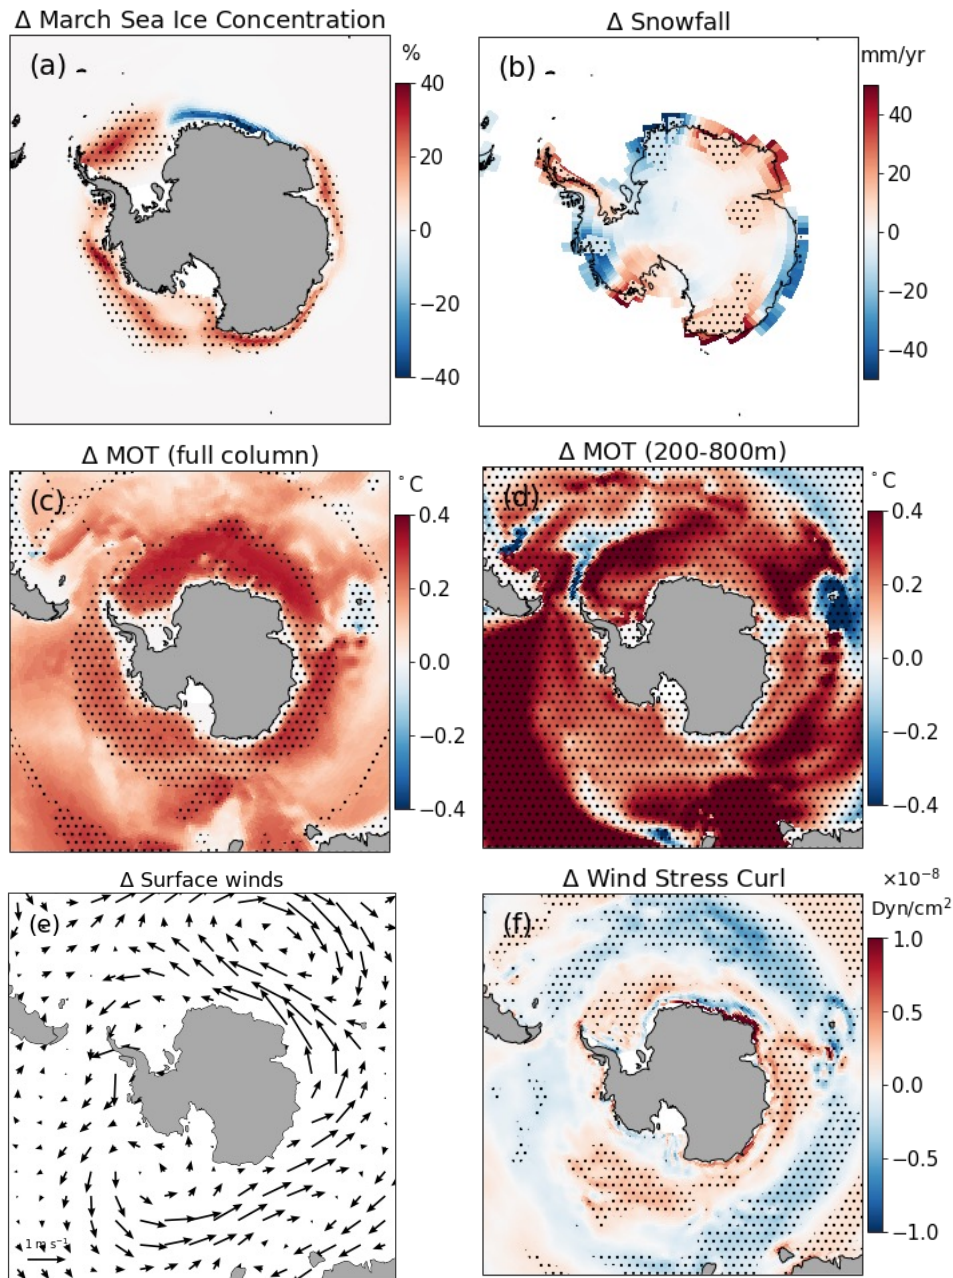 Δ March Sea Ice Concentration
(a)
%
40
20
0
−20
−40
Δ Snowfall
(b)
mm/yr
40
20
0
−20
−40
Δ MOT (full column)
(c)
°C
0.4
0.2
0.0
−0.2
−0.4
Δ MOT (200-800m)
(d)
°C
0.4
0.2
0.0
−0.2
−0.4
Δ Surface winds
(e)
1 m s⁻¹
Δ Wind Stress Curl
(f)
×10⁻⁸
Dyn/cm²
1.0
0.5
0.0
−0.5
−1.0